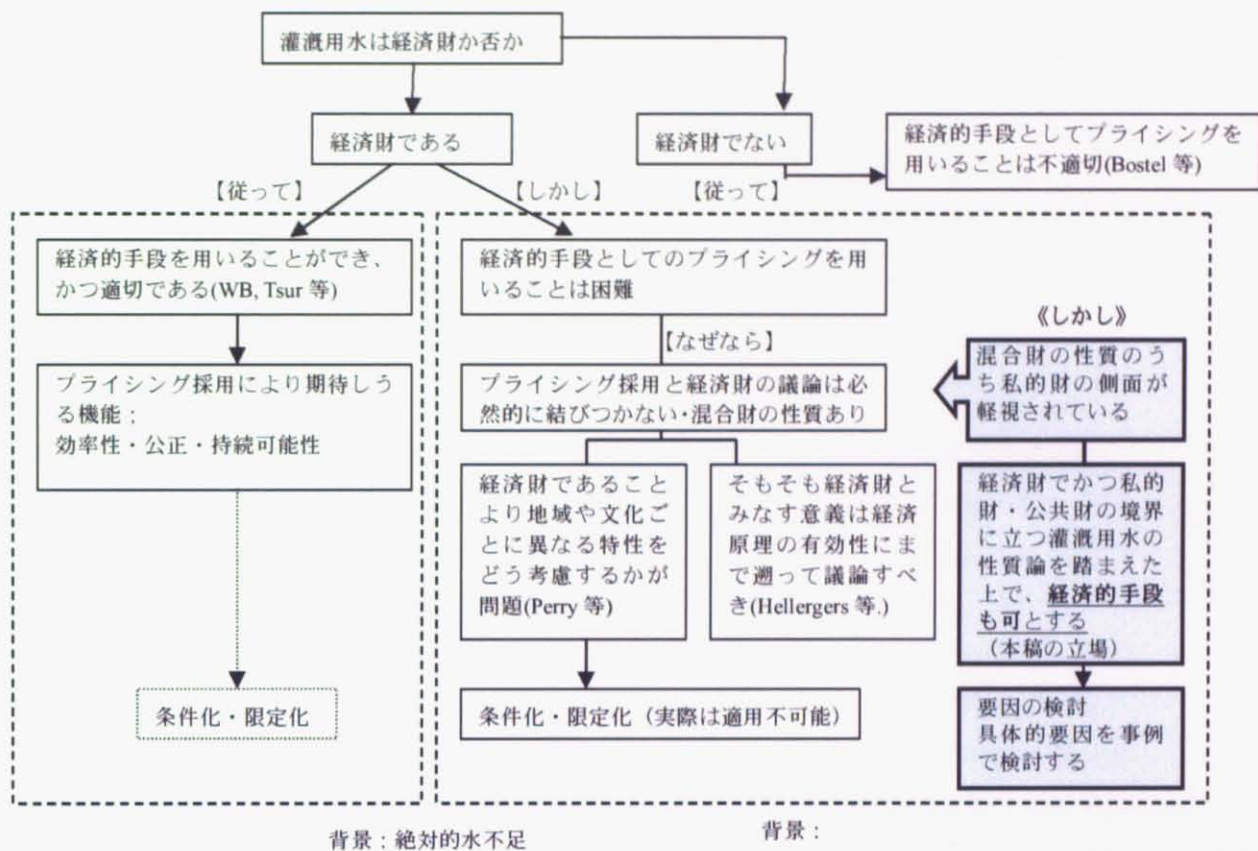 灌漑用水は経済財か否か
経済財である
経済財でない
経済的手段としてプライシングを
用いることは不適切(Bostel 等)
【従って】
【しかし】
【従って】
経済的手段を用いることができ、
かつ適切である(WB, Tsur 等)
プライシング採用により期待しう
る機能：
効率性・公正・持続可能性
条件化・限定化
経済的手段としてのプライシングを用
いることは困難
【なぜなら】
プライシング採用と経済財の議論は必
然的に結びつかない・混合財の性質あり
経済財であること
より地域や文化ご
とに異なる特性を
どう考慮するかが
問題(Perry 等)
そもそも経済財と
みなす意義は経済
原理の有効性にま
で遡って議論すべ
き(Hellergers 等.)
条件化・限定化（実際は適用不可能）
《しかし》
混合財の性質のう
ち私的財の側面が
軽視されている
経済財でかつ私的
財・公共財の境界
に立つ灌漑用水の
性質論を踏まえた
上で、経済的手段
も可とする
（本稿の立場）
要因の検討
具体的要因を事例
で検討する
背景：絶対的水不足
背景：